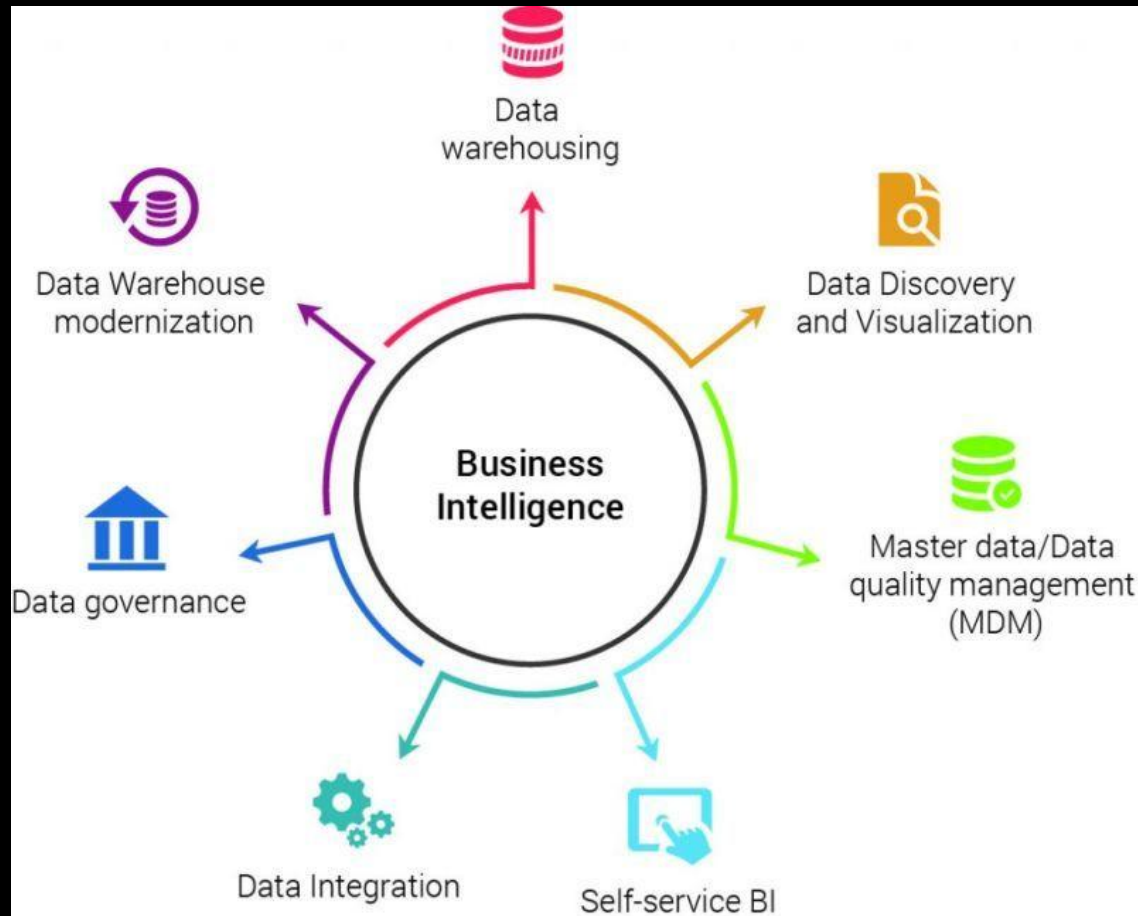 Data
warehousing
Data Discovery
and Visualization
Master data/Data
quality management
(MDM)
Self-service BI
Data Integration
Data governance
Data Warehouse
modernization
Business
Intelligence